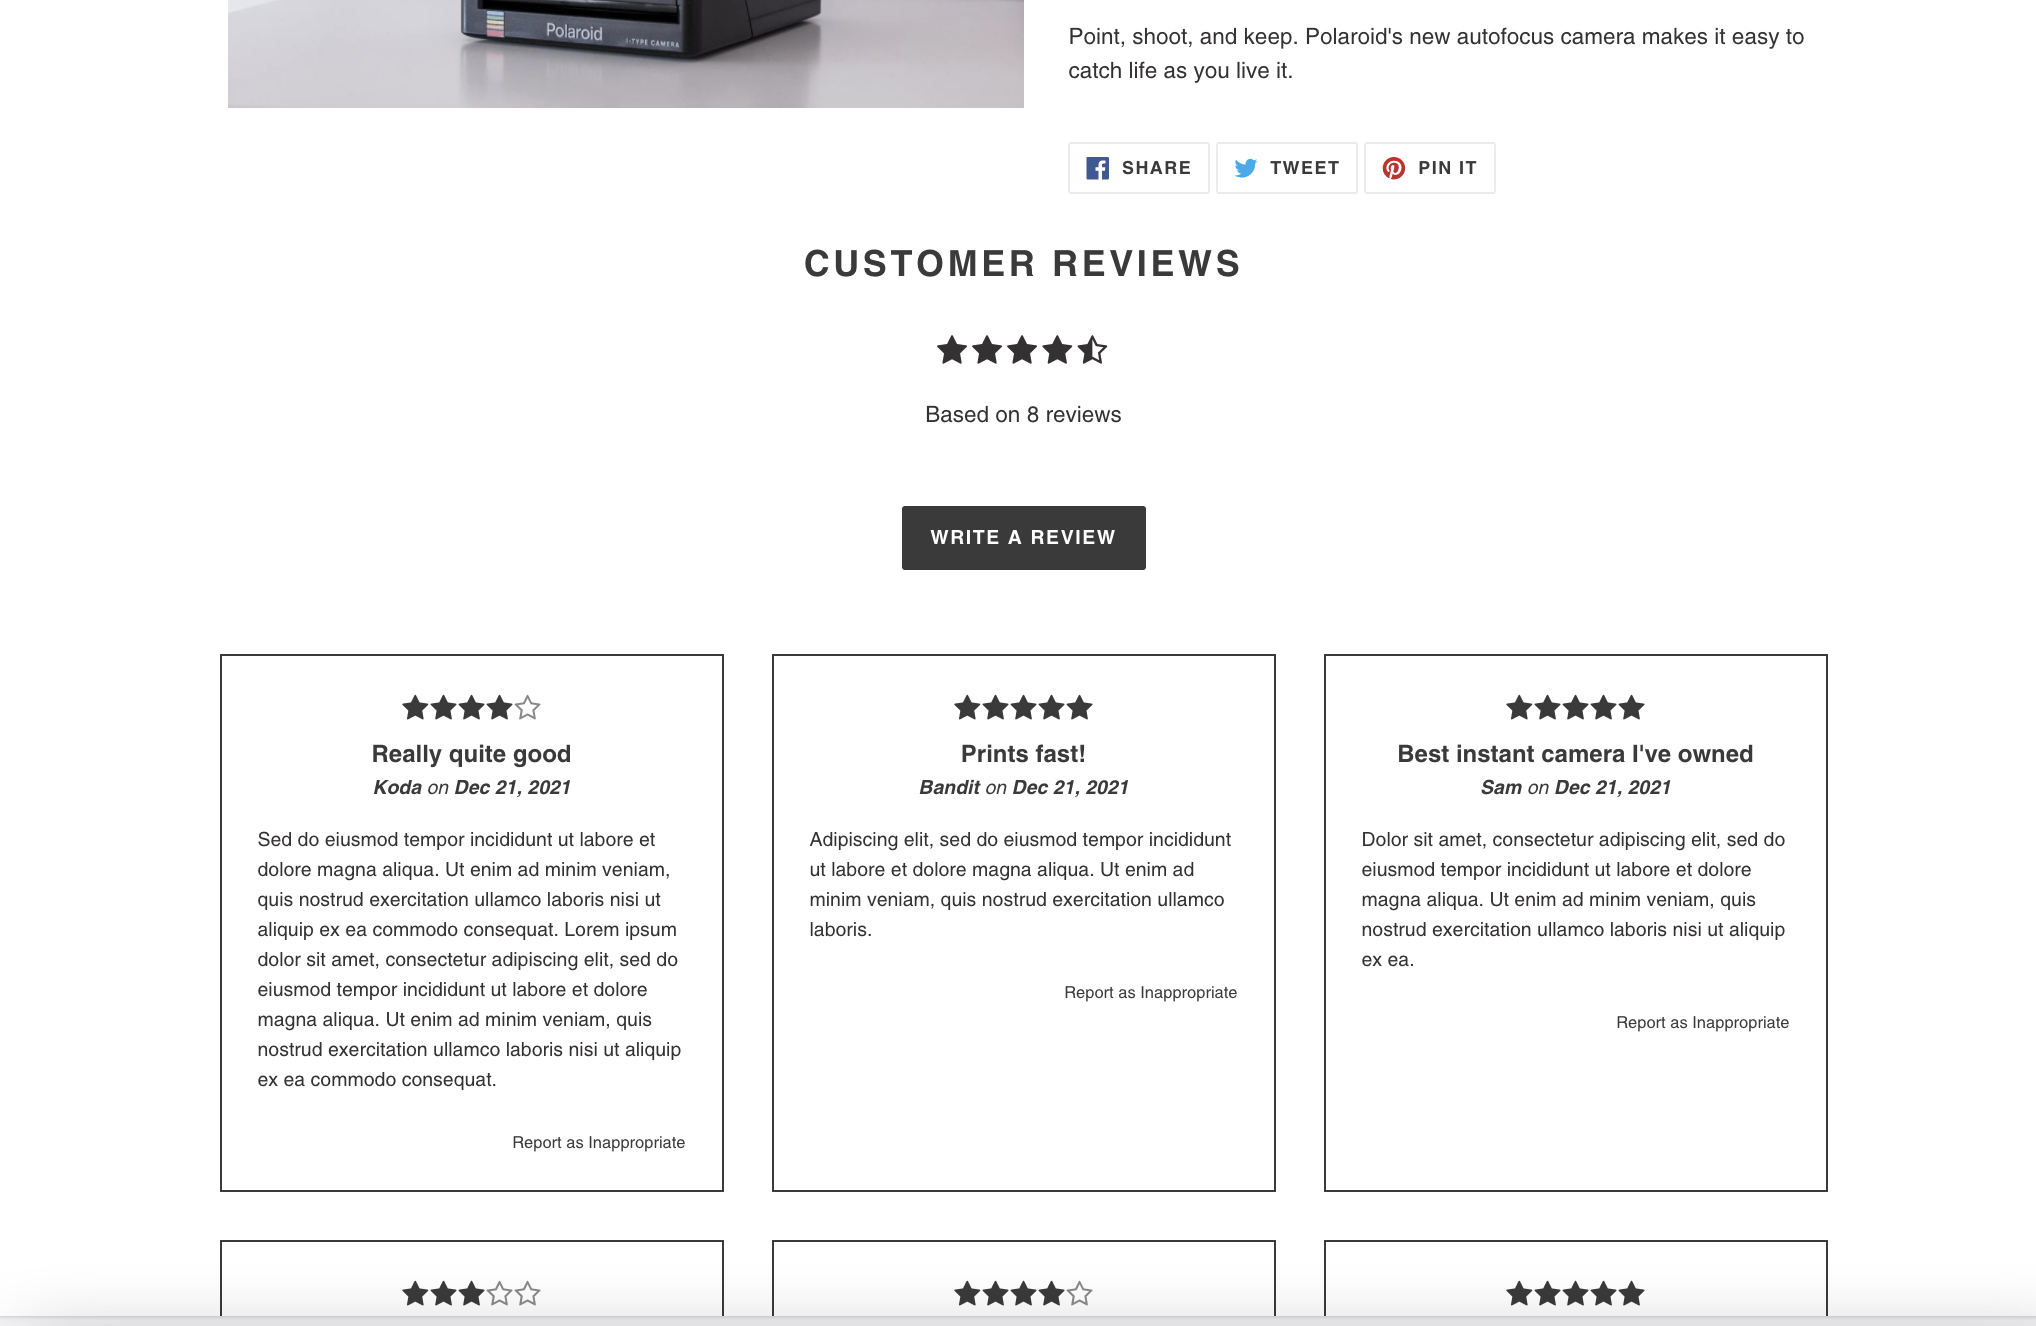 Polaroid
i-TYPE CAMERA
Point, shoot, and keep. Polaroid's new autofocus camera makes it easy to
catch life as you live it.
SHARE TWEET PIN IT
CUSTOMER REVIEWS
Based on 8 reviews
WRITE A REVIEW
Really quite good
Koda on Dec 21, 2021
Sed do eiusmod tempor incididunt ut labore et
dolore magna aliqua. Ut enim ad minim veniam,
quis nostrud exercitation ullamco laboris nisi ut
aliquip ex ea commodo consequat. Lorem ipsum
dolor sit amet, consectetur adipiscing elit, sed do
eiusmod tempor incididunt ut labore et dolore
magna aliqua. Ut enim ad minim veniam, quis
nostrud exercitation ullamco laboris nisi ut aliquip
ex ea commodo consequat.
Report as Inappropriate
Prints fast!
Bandit on Dec 21, 2021
Adipiscing elit, sed do eiusmod tempor incididunt
ut labore et dolore magna aliqua. Ut enim ad
minim veniam, quis nostrud exercitation ullamco
laboris.
Report as Inappropriate
Best instant camera I've owned
Sam on Dec 21, 2021
Dolor sit amet, consectetur adipiscing elit, sed do
eiusmod tempor incididunt ut labore et dolore
magna aliqua. Ut enim ad minim veniam, quis
nostrud exercitation ullamco laboris nisi ut aliquip
ex ea.
Report as Inappropriate